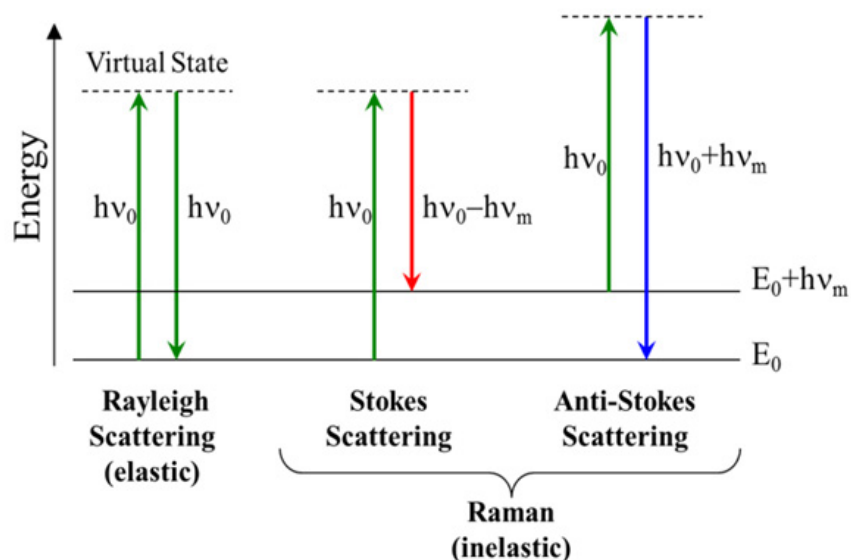 Virtual State
Energy
hν₀
hν₀
hν₀
hν₀−hνₘ
hν₀
hν₀+hνₘ
E₀+hνₘ
E₀
Rayleigh
Scattering
(elastic)
Stokes
Scattering
Anti-Stokes
Scattering
Raman
(inelastic)